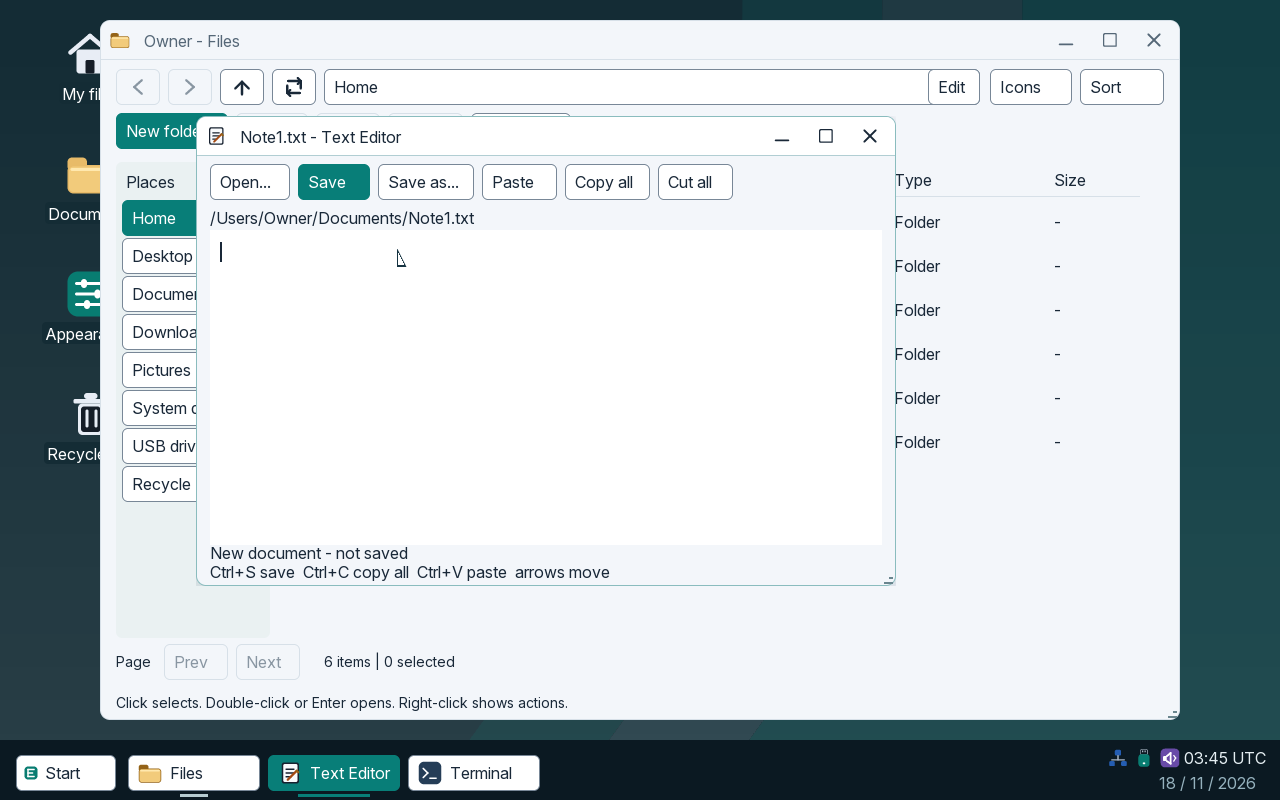 Owner - Files
My fil
Home
Edit
Icons
Sort
New folde
Note1.txt - Text Editor
Open...
Save
Save as...
Paste
Copy all
Cut all
/Users/Owner/Documents/Note1.txt
Places
Home
Desktop
Documen
Downloa
Pictures
System
USB driv
Recycle
Type
Size
Folder
-
Folder
-
Folder
-
Folder
-
Folder
-
Folder
-
Docum
Appeara
Recycle
New document - not saved
Ctrl+S save Ctrl+C copy all Ctrl+V paste arrows move
Page
Prev
Next
6 items | 0 selected
Click selects. Double-click or Enter opens. Right-click shows actions.
Start
Files
Text Editor
Terminal
03:45 UTC
18 / 11 / 2026